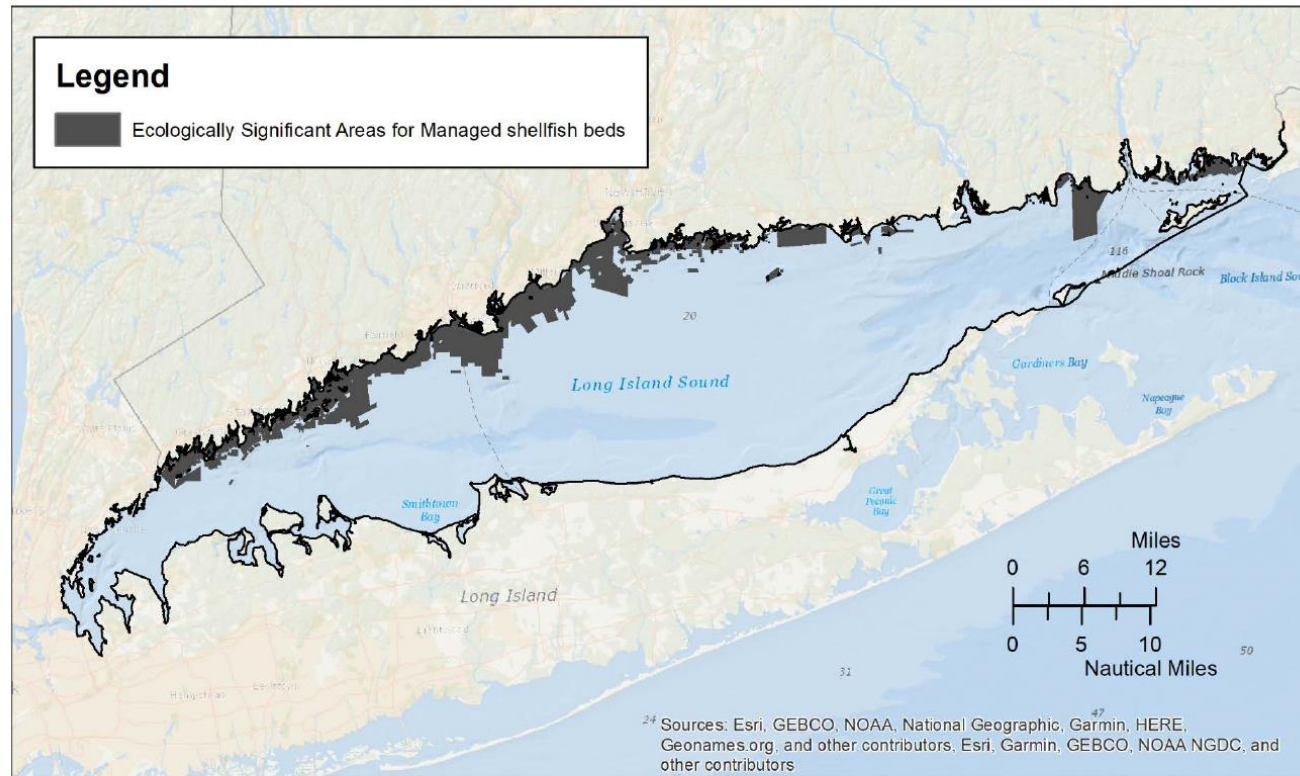 Legend
Ecologically Significant Areas for Managed shellfish beds
116
Middle Shoal Rock
Block Island Sou
20
Long Island Sound
Gardiners Bay
Napeague
Bay
Great
Peconic
Bay
Smithtown
Bay
Long Island
Miles
0 6 12
0 5 10
Nautical Miles
50
31
47
24
Sources: Esri, GEBCO, NOAA, National Geographic, Garmin, HERE,
Geonames.org, and other contributors, Esri, Garmin, GEBCO, NOAA NGDC, and
other contributors